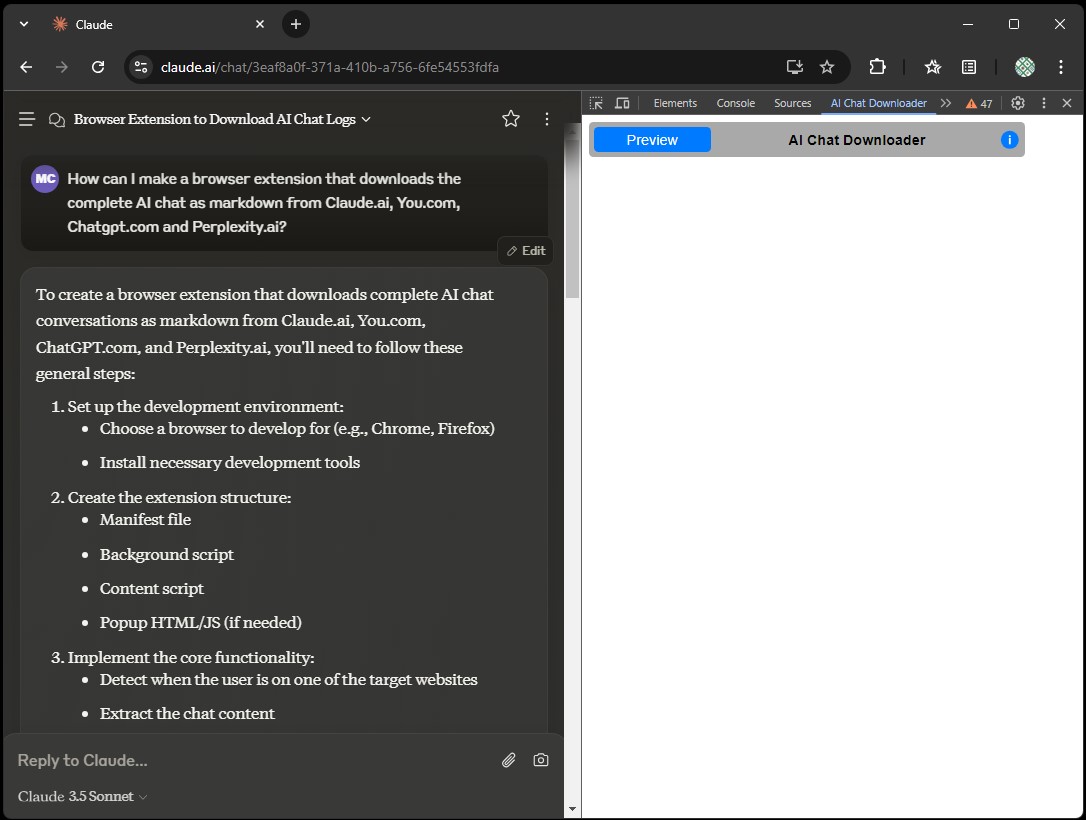 Claude
claude.ai/chat/3eaf8a0f-371a-410b-a756-6fe54553fdfa
Browser Extension to Download AI Chat Logs
MC
How can I make a browser extension that downloads the
complete AI chat as markdown from Claude.ai, You.com,
Chatgpt.com and Perplexity.ai?
Edit
To create a browser extension that downloads complete AI chat
conversations as markdown from Claude.ai, You.com,
ChatGPT.com, and Perplexity.ai, you'll need to follow these
general steps:
1. Set up the development environment:
• Choose a browser to develop for (e.g., Chrome, Firefox)
• Install necessary development tools
2. Create the extension structure:
• Manifest file
• Background script
• Content script
• Popup HTML/JS (if needed)
3. Implement the core functionality:
• Detect when the user is on one of the target websites
• Extract the chat content
Reply to Claude...
Claude 3.5 Sonnet
Elements Console Sources AI Chat Downloader 47
Preview AI Chat Downloader i